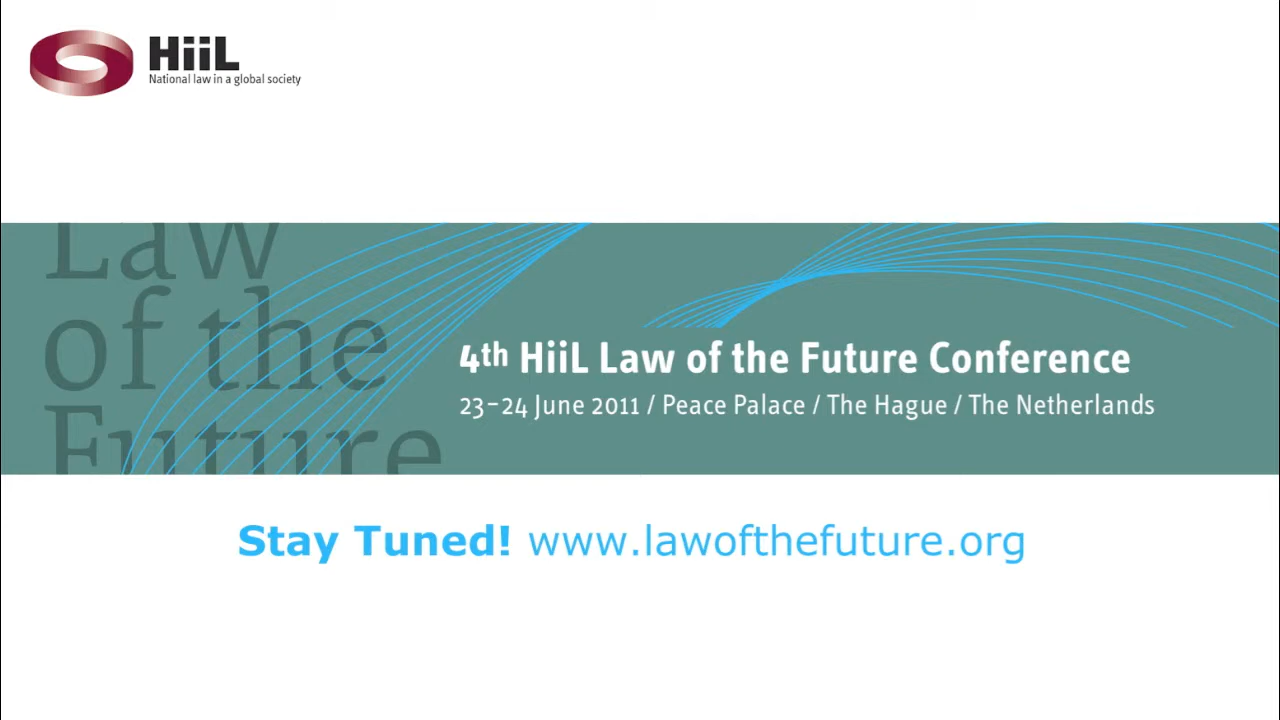 HiiL
National law in a global society
Law
of the
Future
4th HiiL Law of the Future Conference
23–24 June 2011 / Peace Palace / The Hague / The Netherlands
Stay Tuned! www.lawofthefuture.org